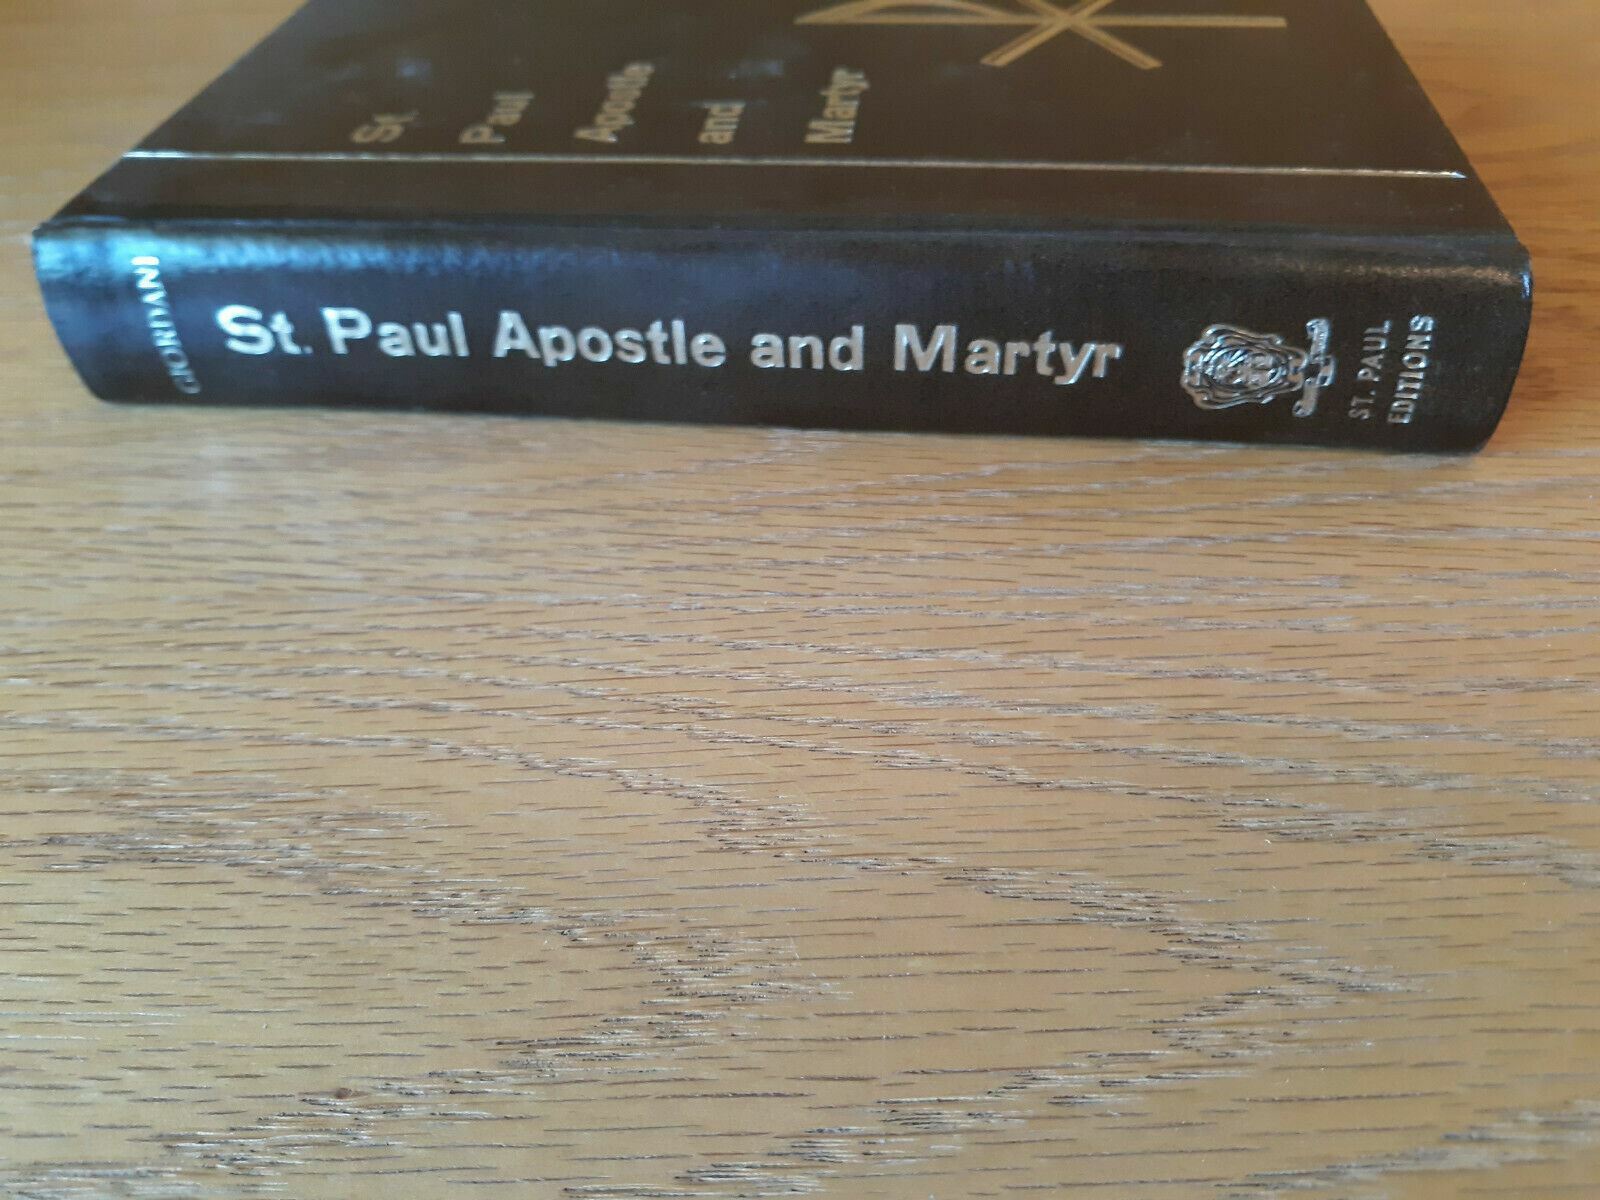 St.
Paul
Apostle
and
Martyr
GIORDANI
St. Paul Apostle and Martyr
ST. PAUL
EDITIONS